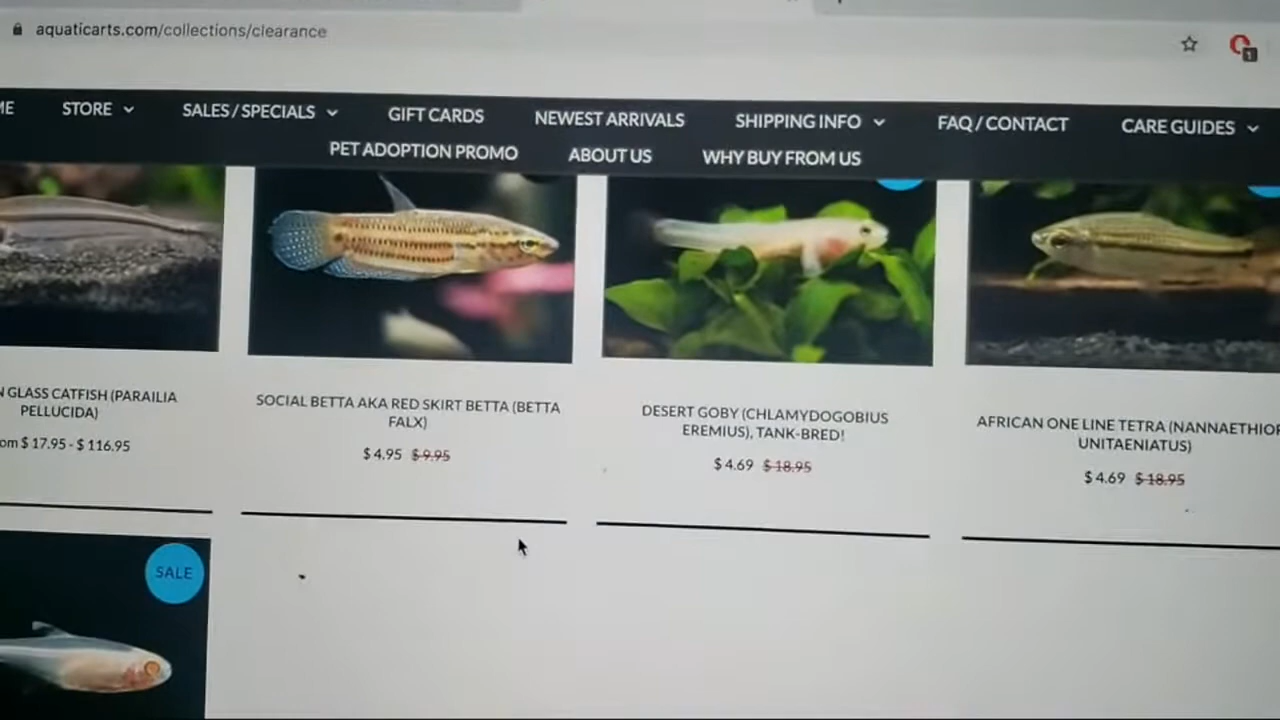 aquaticarts.com/collections/clearance
1
ME STORE SALES / SPECIALS GIFT CARDS NEWEST ARRIVALS SHIPPING INFO FAQ / CONTACT CARE GUIDES
PET ADOPTION PROMO ABOUT US WHY BUY FROM US
N GLASS CATFISH (PARAILIA
PELLUCIDA)
om $ 17.95 - $ 116.95
SOCIAL BETTA AKA RED SKIRT BETTA (BETTA
FALX)
$ 4.95 $ 9.95
DESERT GOBY (CHLAMYDOGOBIUS
EREMIUS), TANK-BRED!
$ 4.69 $ 18.95
AFRICAN ONE LINE TETRA (NANNAETHIOP
UNITAENIATUS)
$ 4.69 $ 18.95
SALE